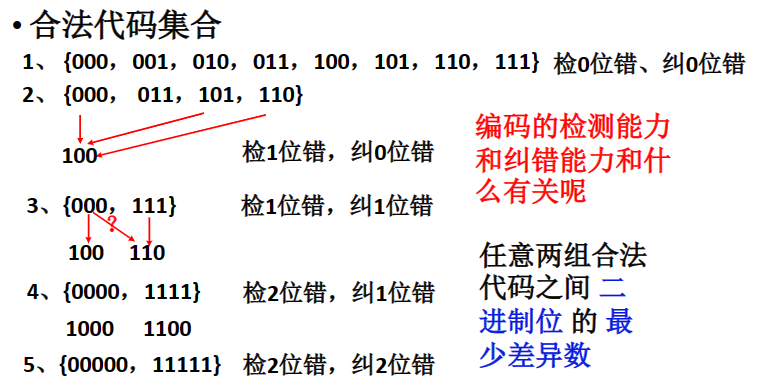 • 合法代码集合
1、{000，001，010，011，100，101，110，111} 检0位错、纠0位错
2、{000， 011，101，110}
100
检1位错，纠0位错
编码的检测能力
和纠错能力和什
么有关呢
3、{000，111}
检1位错，纠1位错
?
100 110
任意两组合法
代码之间 二
进制位 的 最
少差异数
4、{0000，1111}
检2位错，纠1位错
1000 1100
5、{00000，11111}
检2位错，纠2位错